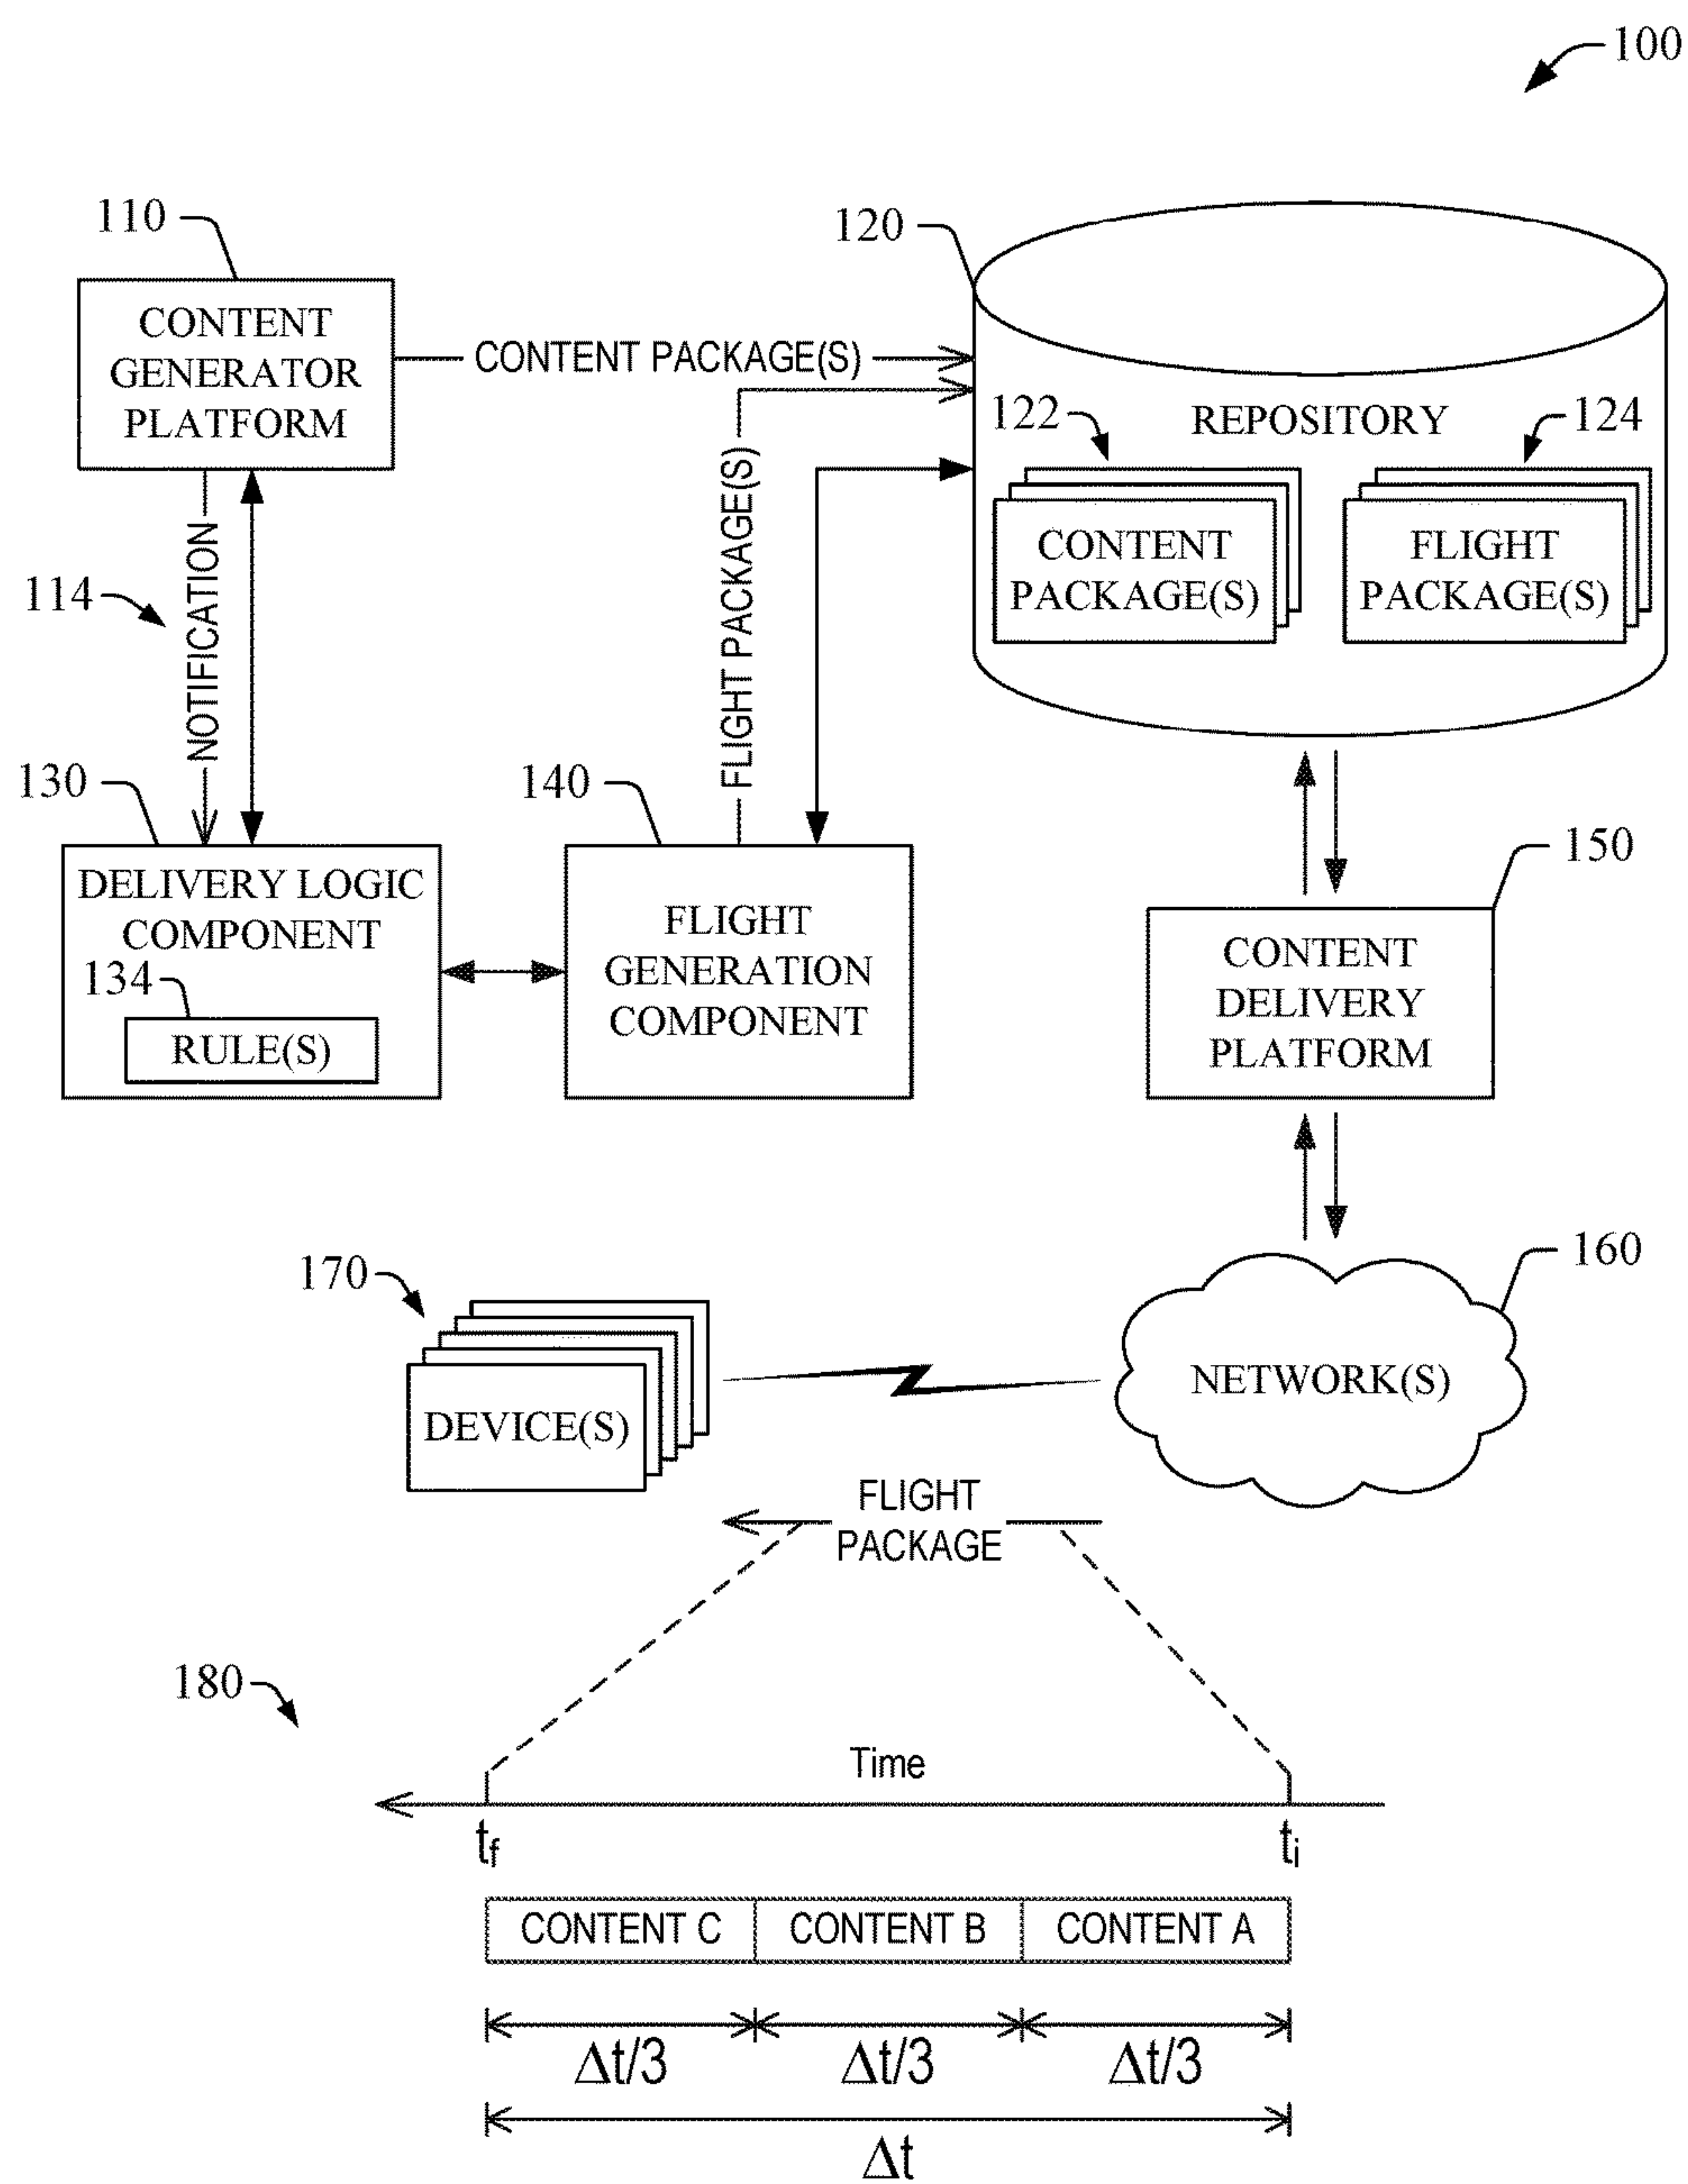 100
110
120
CONTENT
GENERATOR
PLATFORM
CONTENT PACKAGE(S)
REPOSITORY
122
124
CONTENT
PACKAGE(S)
FLIGHT
PACKAGE(S)
114
NOTIFICATION
FLIGHT PACKAGE(S)
130
140
150
DELIVERY LOGIC
COMPONENT
134
RULE(S)
FLIGHT
GENERATION
COMPONENT
CONTENT
DELIVERY
PLATFORM
160
170
DEVICE(S)
NETWORK(S)
FLIGHT
PACKAGE
180
Time
tf ti
CONTENT C CONTENT B CONTENT A
Δt/3 Δt/3 Δt/3
Δt